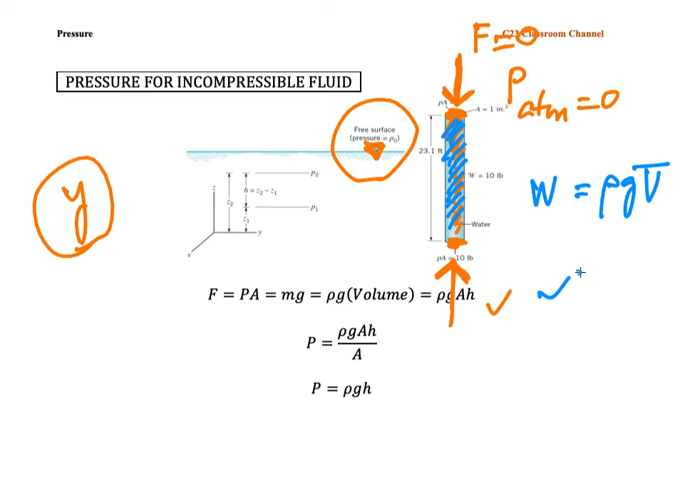 Pressure
C23 Classroom Channel
F=0
PRESSURE FOR INCOMPRESSIBLE FLUID
P atm = 0
pA
A = 1 in.²
Free surface
(pressure = p₀)
23.1 ft
p₂
W = 10 lb
h = z₂ − z₁
z
z₂
W = ρgV
y
p₁
z₁
Water
y
x
pA = 10 lb
F = PA = mg = ρg(Volume) = ρgAh
P = ρgAh / A
P = ρgh